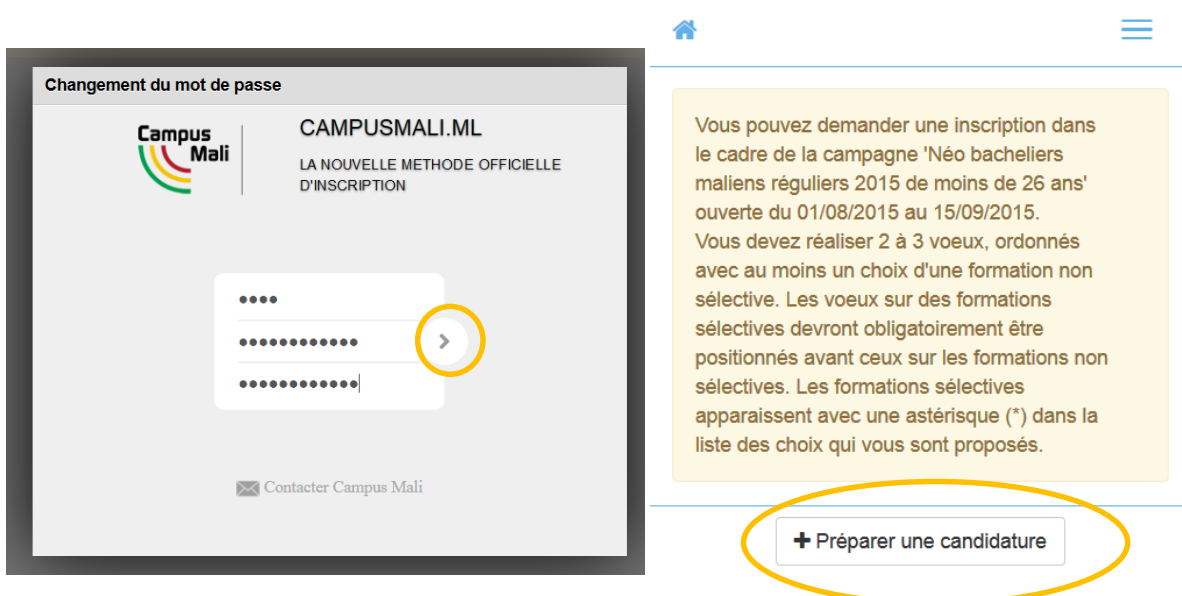 Changement du mot de passe
Campus
Mali
CAMPUSMALI.ML
LA NOUVELLE METHODE OFFICIELLE
D'INSCRIPTION
Contacter Campus Mali
Vous pouvez demander une inscription dans
le cadre de la campagne 'Néo bacheliers
maliens réguliers 2015 de moins de 26 ans'
ouverte du 01/08/2015 au 15/09/2015.
Vous devez réaliser 2 à 3 voeux, ordonnés
avec au moins un choix d'une formation non
sélective. Les voeux sur des formations
sélectives devront obligatoirement être
positionnés avant ceux sur les formations non
sélectives. Les formations sélectives
apparaissent avec une astérisque (*) dans la
liste des choix qui vous sont proposés.
+ Préparer une candidature